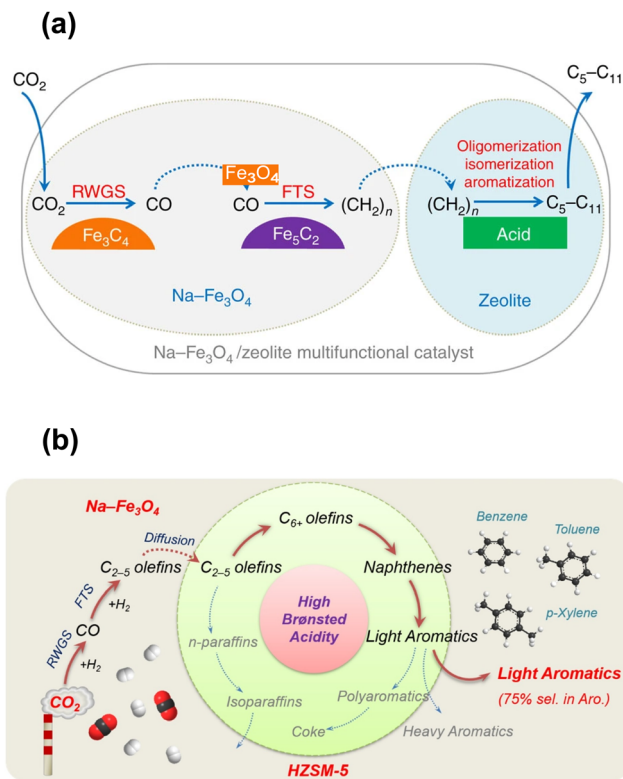 (a)
CO₂
C₅–C₁₁
Oligomerization
isomerization
aromatization
Fe₃O₄
RWGS
FTS
CO₂
CO
CO
(CH₂)ₙ
(CH₂)ₙ
C₅–C₁₁
Fe₃C₄
Fe₅C₂
Acid
Na–Fe₃O₄
Zeolite
Na–Fe₃O₄/zeolite multifunctional catalyst
(b)
Na–Fe₃O₄
Diffusion
C₂₋₅ olefins
FTS
+H₂
CO
RWGS
+H₂
CO₂
C₂₋₅ olefins
C₆₊ olefins
Naphthenes
Light Aromatics
High
Brønsted
Acidity
n-paraffins
Isoparaffins
Polyaromatics
Coke
Heavy Aromatics
HZSM-5
Benzene
Toluene
p-Xylene
Light Aromatics
(75% sel. in Aro.)